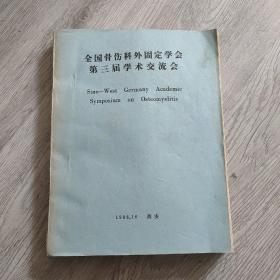 全国骨伤科外固定学会
第三届学术交流会
Sino—West Germany Academic
Symposium on Osteomyelitis
西安